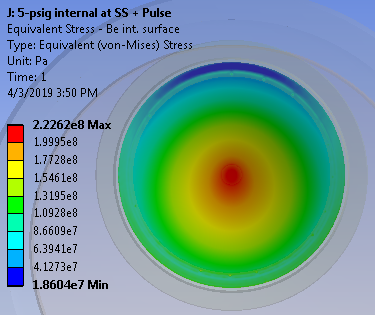 J: 5-psig internal at SS + Pulse
Equivalent Stress - Be int. surface
Type: Equivalent (von-Mises) Stress
Unit: Pa
Time: 1
4/3/2019 3:50 PM
2.2262e8 Max
1.9995e8
1.7728e8
1.5461e8
1.3195e8
1.0928e8
8.6609e7
6.3941e7
4.1273e7
1.8604e7 Min